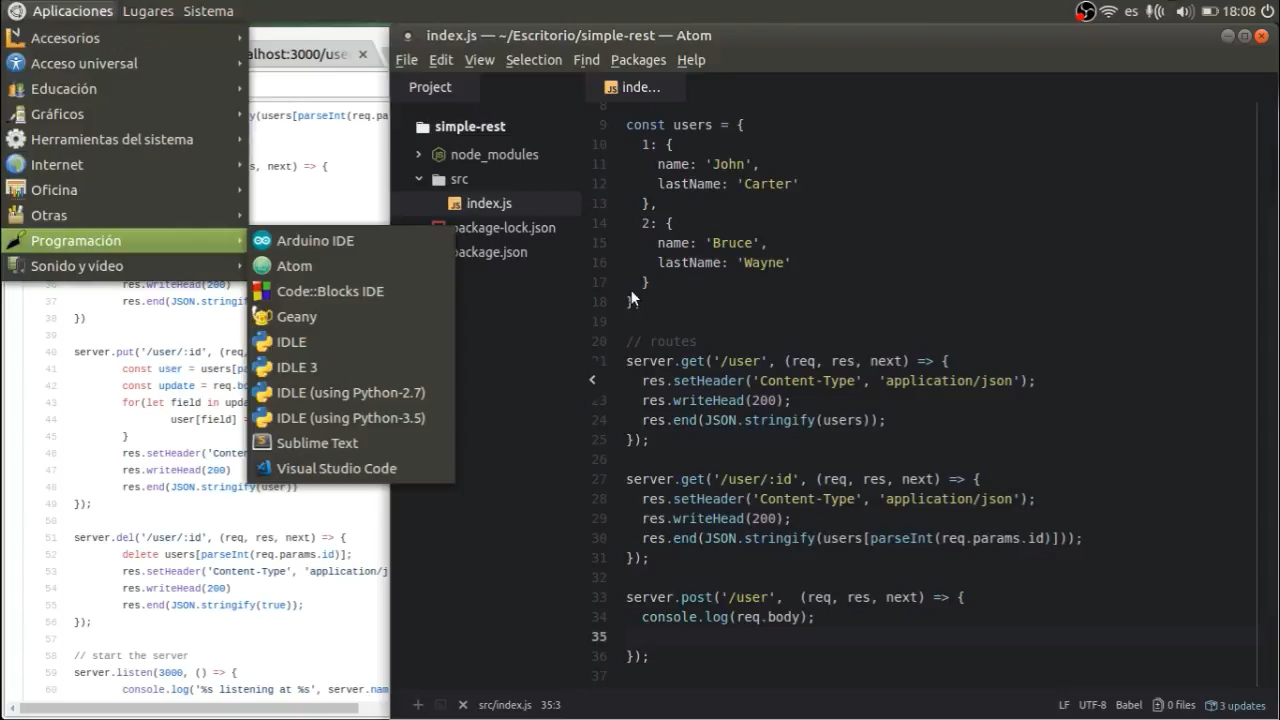 Aplicaciones Lugares Sistema
es 18:08
Accesorios
Acceso universal
Educación
Gráficos
Herramientas del sistema
Internet
Oficina
Otras
Programación
Sonido y vídeo
Arduino IDE
Atom
Code::Blocks IDE
Geany
IDLE
IDLE 3
IDLE (using Python-2.7)
IDLE (using Python-3.5)
Sublime Text
Visual Studio Code
alhost:3000/use
y(users[parseInt(req.pa
s, next) => {
res.writeHead(200)
37 res.end(JSON.stringif
38 })
39
40 server.put('/user/:id', (req,
41 const user = users[pa
42 const update = req.bo
43 for(let field in upda
44 user[field] =
45 }
46 res.setHeader('Conten
47 res.writeHead(200)
48 res.end(JSON.stringify(user))
49 });
50
51 server.del('/user/:id', (req, res, next) => {
52 delete users[parseInt(req.params.id)];
53 res.setHeader('Content-Type', 'application/j
54 res.writeHead(200)
55 res.end(JSON.stringify(true));
56 });
57
58 // start the server
59 server.listen(3000, () => {
60 console.log('%s listening at %s', server.nam
index.js — ~/Escritorio/simple-rest — Atom
File Edit View Selection Find Packages Help
Project
simple-rest
node_modules
src
index.js
package-lock.json
package.json
inde...
8
9 const users = {
10 1: {
11 name: 'John',
12 lastName: 'Carter'
13 },
14 2: {
15 name: 'Bruce',
16 lastName: 'Wayne'
17 }
18 }
19
20 // routes
21 server.get('/user', (req, res, next) => {
res.setHeader('Content-Type', 'application/json');
23 res.writeHead(200);
24 res.end(JSON.stringify(users));
25 });
26
27 server.get('/user/:id', (req, res, next) => {
28 res.setHeader('Content-Type', 'application/json');
29 res.writeHead(200);
30 res.end(JSON.stringify(users[parseInt(req.params.id)]));
31 });
32
33 server.post('/user', (req, res, next) => {
34 console.log(req.body);
35
36 });
37
src/index.js 35:3
LF UTF-8 Babel 0 files 3 updates